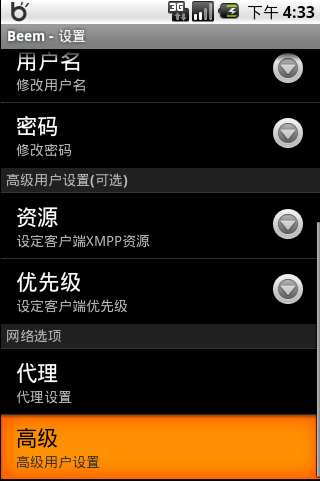 3G
下午 4:33
Beem - 设置
用户名
修改用户名
密码
修改密码
高级用户设置(可选)
资源
设定客户端XMPP资源
优先级
设定客户端优先级
网络选项
代理
代理设置
高级
高级用户设置